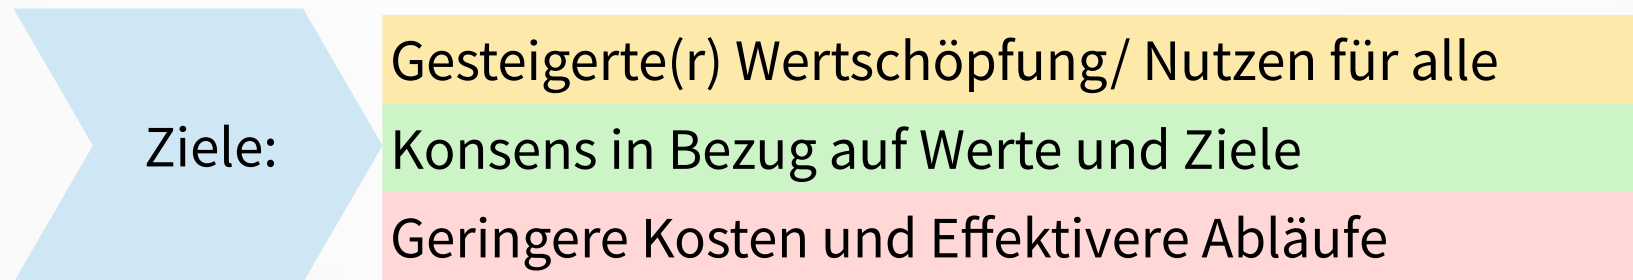 Ziele:
Gesteigerte(r) Wertschöpfung/ Nutzen für alle
Konsens in Bezug auf Werte und Ziele
Geringere Kosten und Effektivere Abläufe